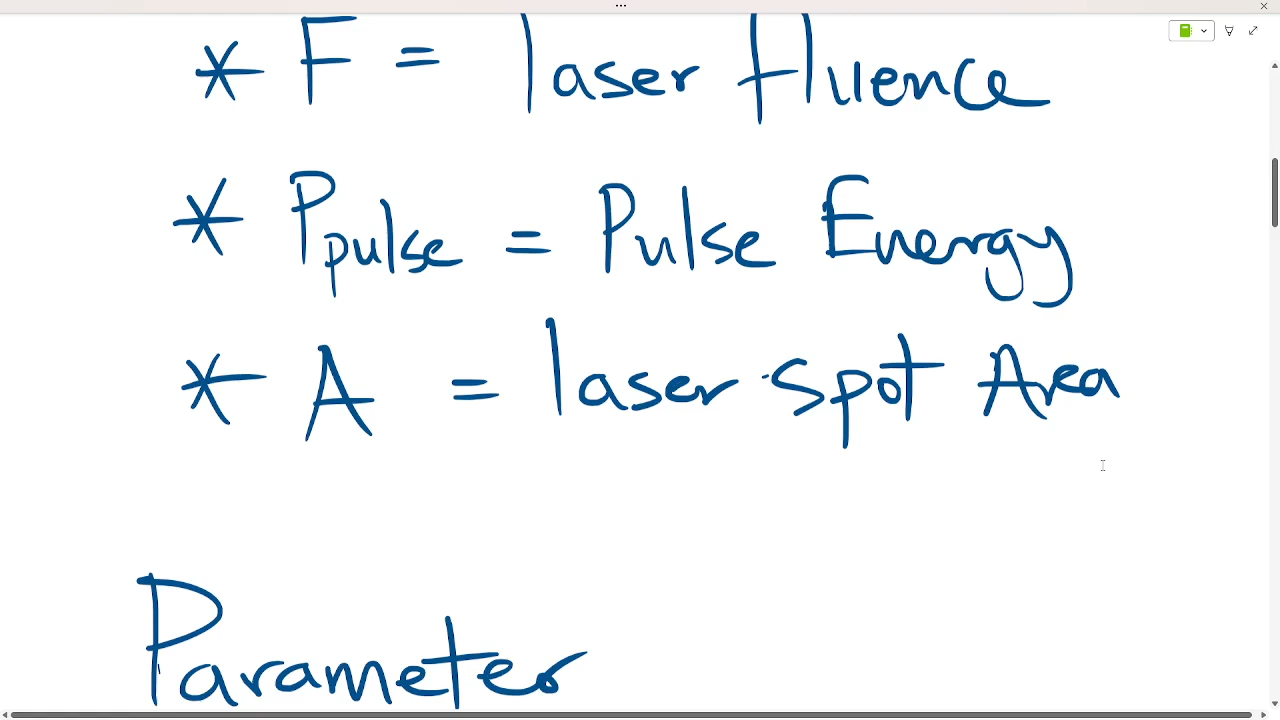 * F = laser fluence
* Ppulse = Pulse Energy
* A = laser spot Area
Parameter